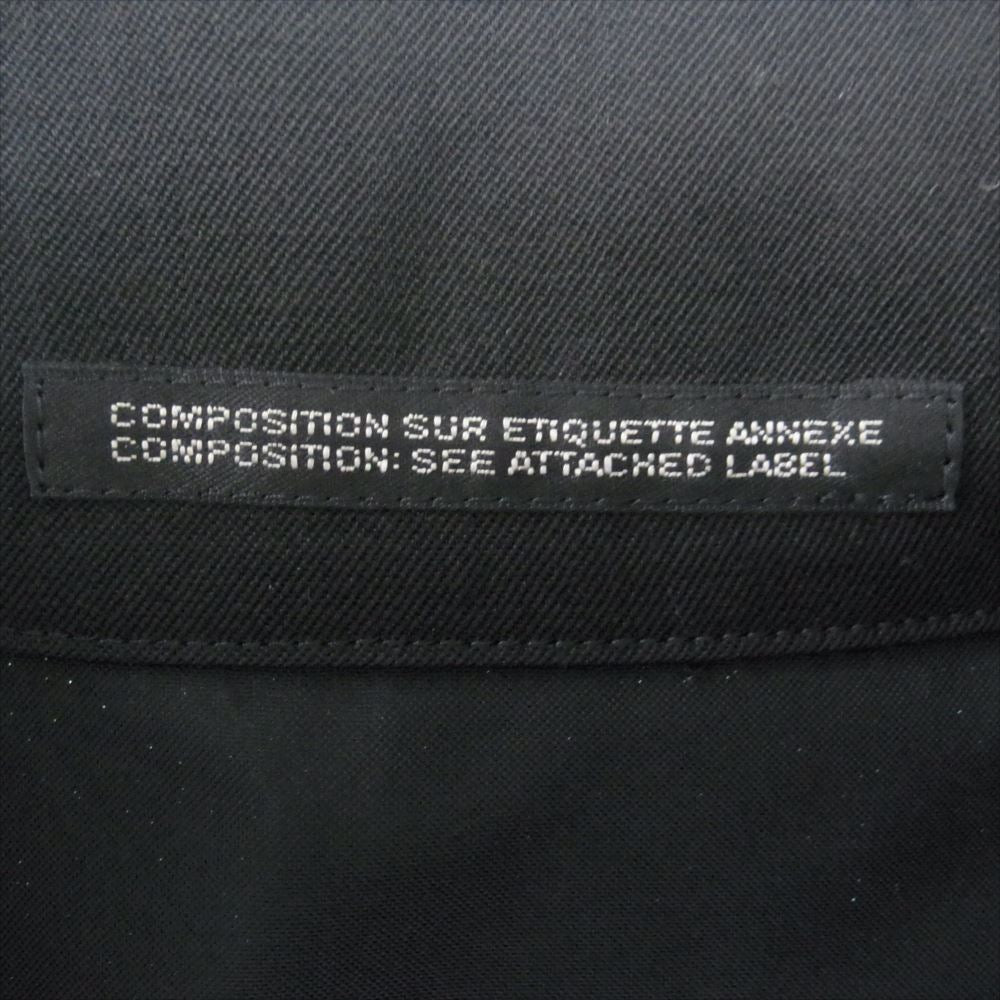 COMPOSITION SUR ETIQUETTE ANNEXE
COMPOSITION: SEE ATTACHED LABEL